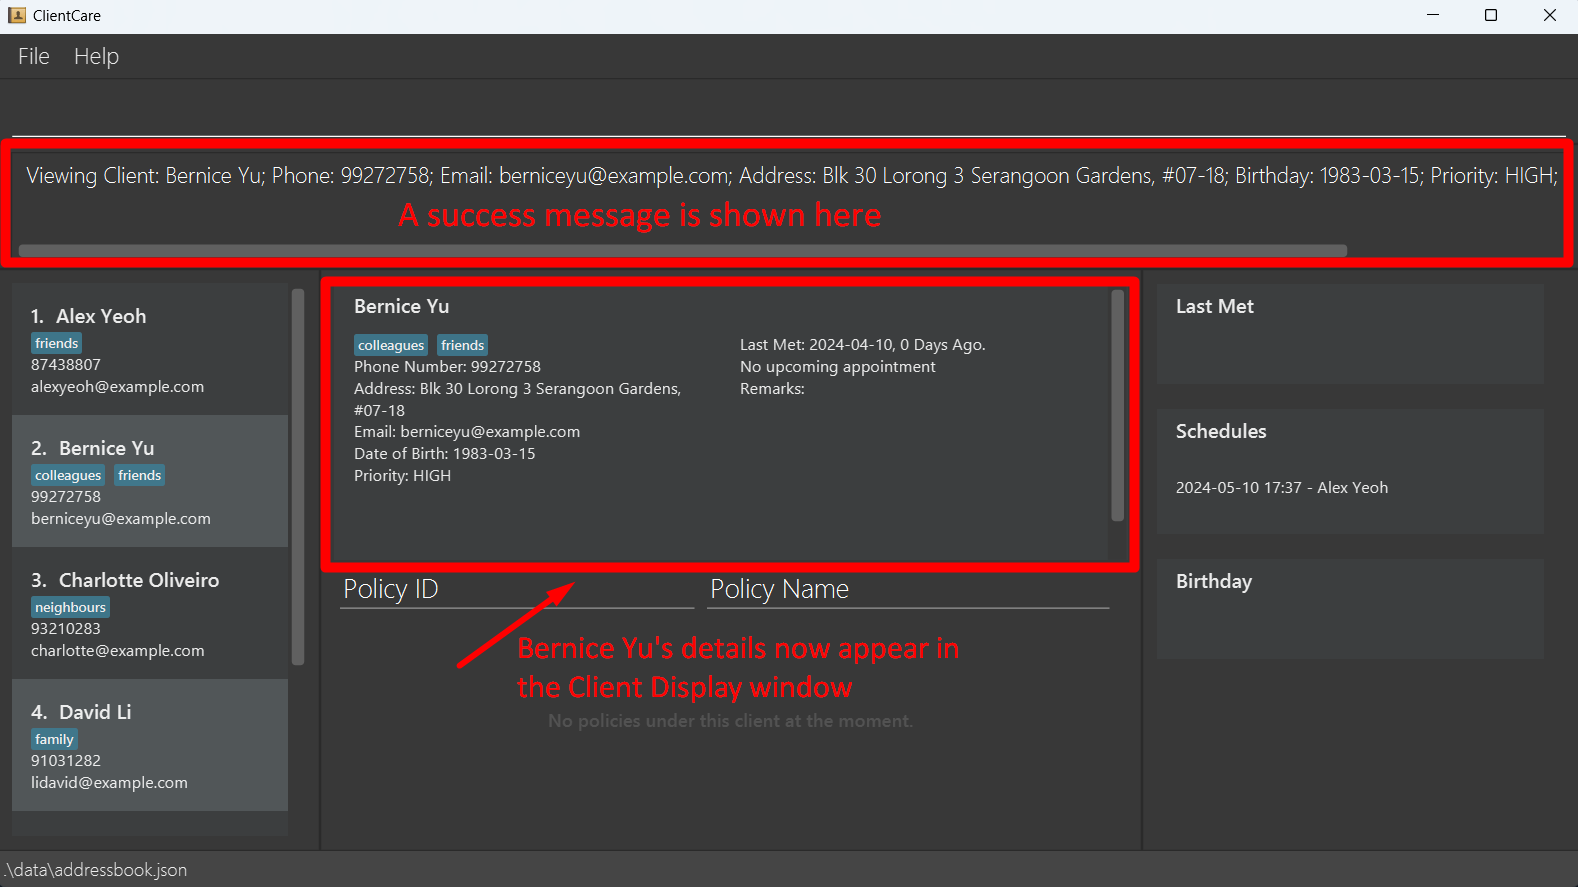 ClientCare
File Help
Viewing Client: Bernice Yu; Phone: 99272758; Email: berniceyu@example.com; Address: Blk 30 Lorong 3 Serangoon Gardens, #07-18; Birthday: 1983-03-15; Priority: HIGH;
A success message is shown here
1. Alex Yeoh
friends
87438807
alexyeoh@example.com
2. Bernice Yu
colleagues friends
99272758
berniceyu@example.com
3. Charlotte Oliveiro
neighbours
93210283
charlotte@example.com
4. David Li
family
91031282
lidavid@example.com
Bernice Yu
colleagues friends
Phone Number: 99272758
Address: Blk 30 Lorong 3 Serangoon Gardens,
#07-18
Email: berniceyu@example.com
Date of Birth: 1983-03-15
Priority: HIGH
Last Met: 2024-04-10, 0 Days Ago.
No upcoming appointment
Remarks:
Policy ID Policy Name
Bernice Yu's details now appear in
the Client Display window
No policies under this client at the moment.
Last Met
Schedules
2024-05-10 17:37 - Alex Yeoh
Birthday
.\data\addressbook.json